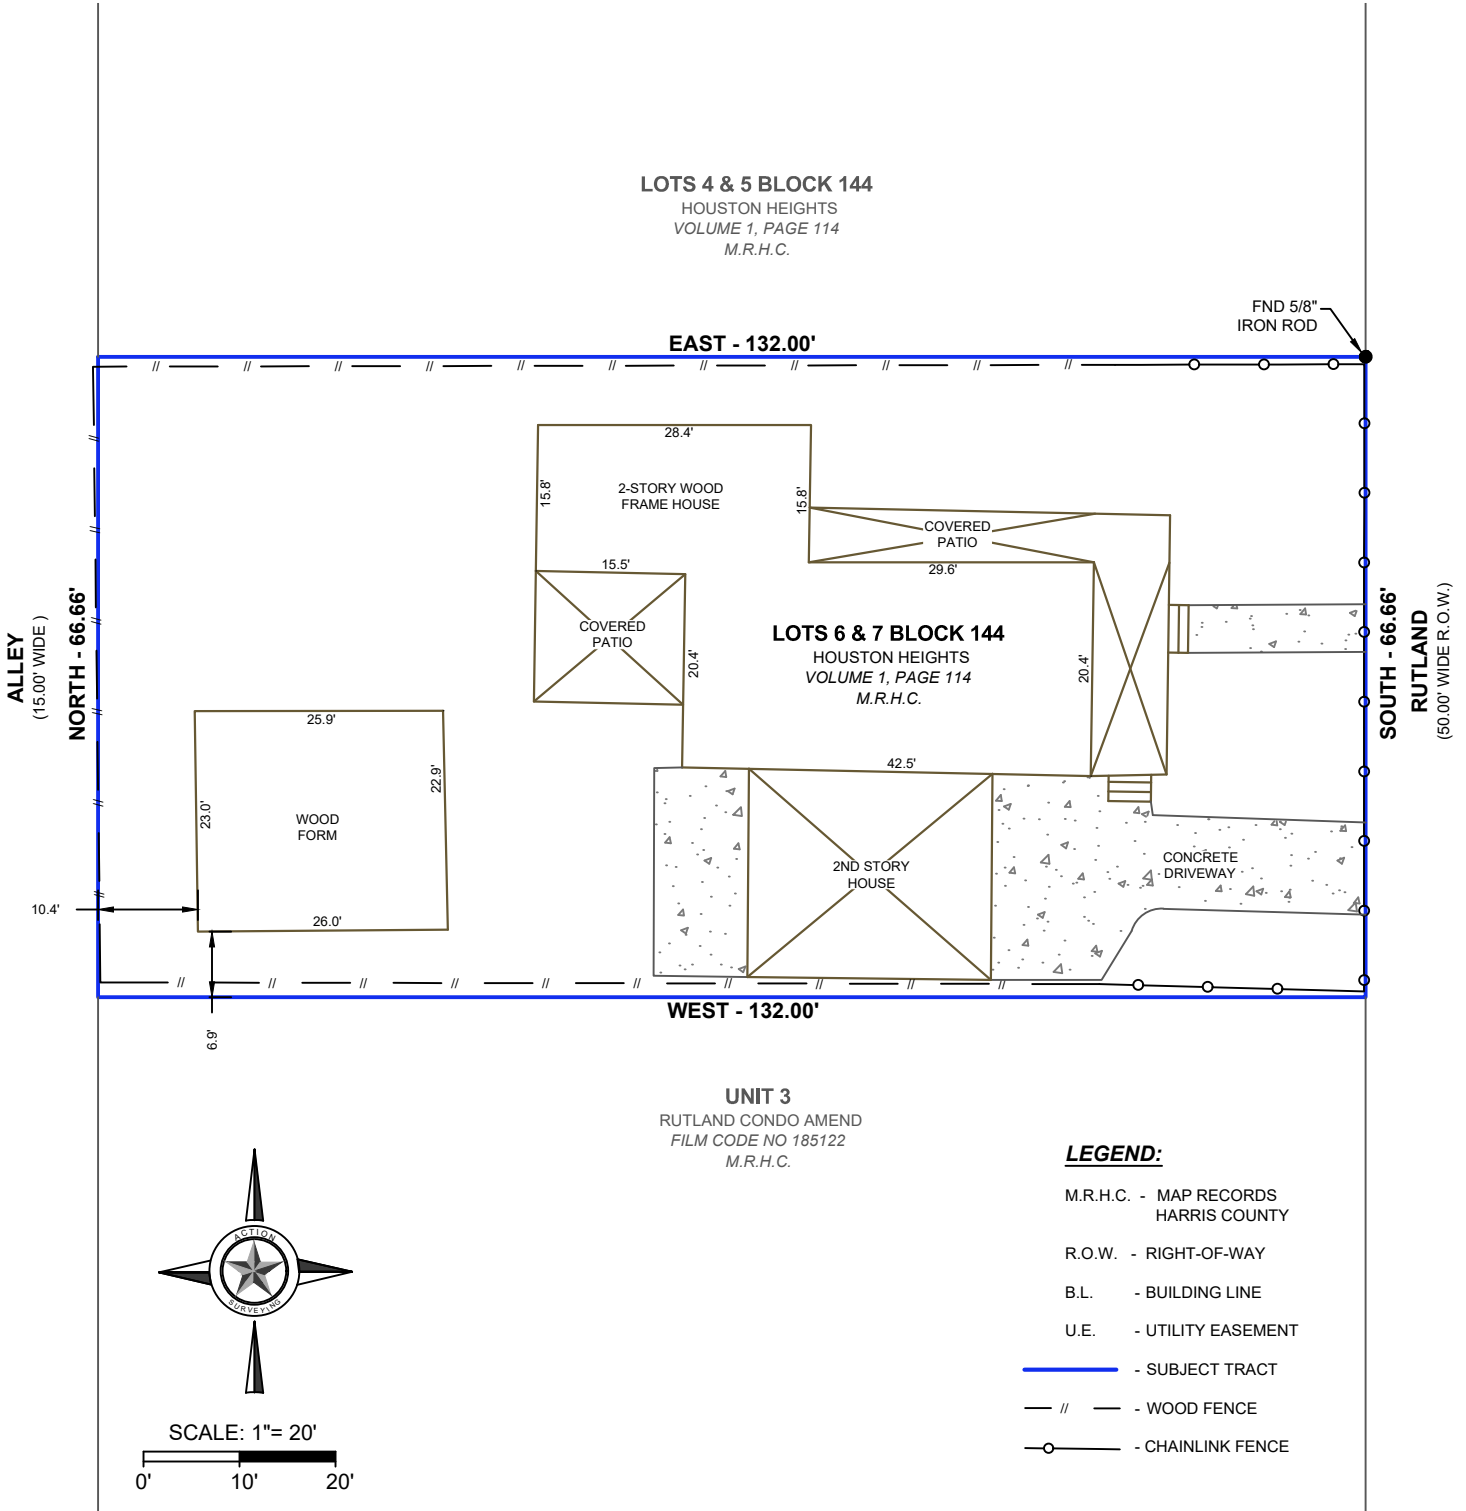 LOTS 4 & 5 BLOCK 144
HOUSTON HEIGHTS
VOLUME 1, PAGE 114
M.R.H.C.
FND 5/8"
IRON ROD
EAST - 132.00'
28.4'
15.8'
2-STORY WOOD
FRAME HOUSE
15.8'
COVERED
PATIO
15.5'
29.6'
COVERED
PATIO
20.4'
LOTS 6 & 7 BLOCK 144
HOUSTON HEIGHTS
VOLUME 1, PAGE 114
M.R.H.C.
20.4'
ALLEY
(15.00' WIDE )
NORTH - 66.66'
SOUTH - 66.66'
RUTLAND
(50.00' WIDE R.O.W.)
25.9'
23.0'
WOOD
FORM
22.9'
26.0'
42.5'
2ND STORY
HOUSE
CONCRETE
DRIVEWAY
10.4'
6.9'
WEST - 132.00'
UNIT 3
RUTLAND CONDO AMEND
FILM CODE NO 185122
M.R.H.C.
ACTION
SURVEYING
SCALE: 1"= 20'
0' 10' 20'
LEGEND:
M.R.H.C. - MAP RECORDS
HARRIS COUNTY
R.O.W. - RIGHT-OF-WAY
B.L. - BUILDING LINE
U.E. - UTILITY EASEMENT
- SUBJECT TRACT
- WOOD FENCE
- CHAINLINK FENCE